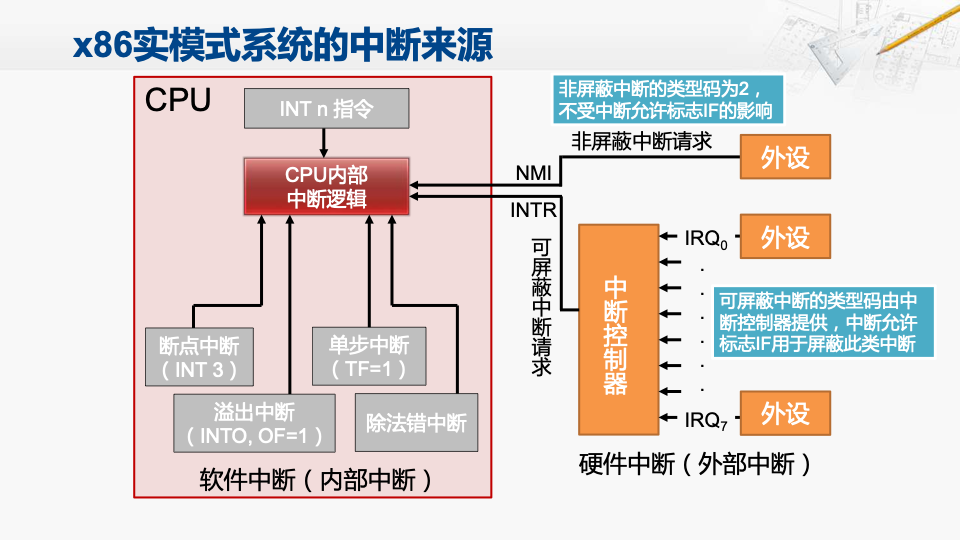 x86实模式系统的中断来源
CPU
INT n 指令
CPU内部
中断逻辑
断点中断
（INT 3）
单步中断
（TF=1）
溢出中断
（INTO, OF=1）
除法错中断
软件中断（内部中断）
非屏蔽中断的类型码为2，
不受中断允许标志IF的影响
非屏蔽中断请求
NMI
INTR
外设
可屏蔽中断请求
中断控制器
IRQ0
外设
可屏蔽中断的类型码由中
断控制器提供，中断允许
标志IF用于屏蔽此类中断
IRQ7
外设
硬件中断（外部中断）